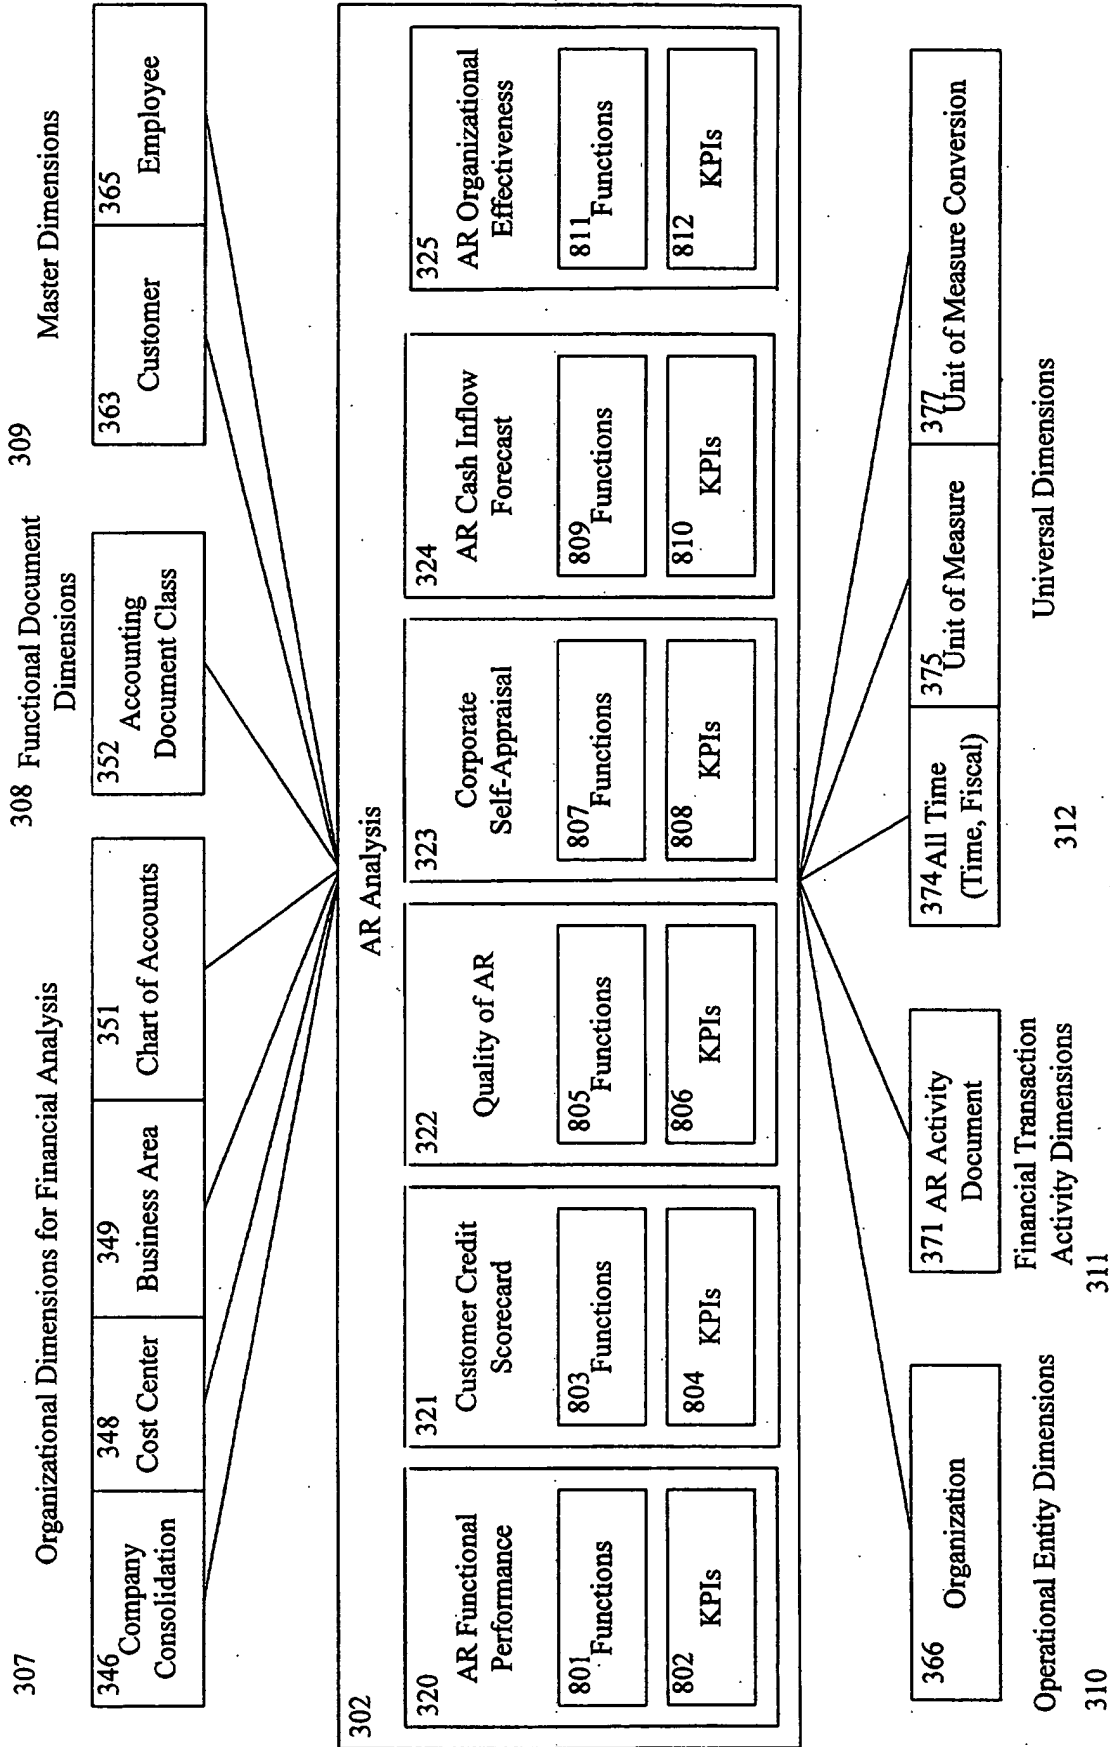 307
Organizational Dimensions for Financial Analysis
308 Functional Document
Dimensions
309
Master Dimensions
346 Company
Consolidation
348
Cost Center
349
Business Area
351
Chart of Accounts
352
Accounting
Document Class
363
Customer
365
Employee
302
AR Analysis
320
AR Functional
Performance
801
Functions
802
KPIs
321
Customer Credit
Scorecard
803
Functions
804
KPIs
322
Quality of AR
805
Functions
806
KPIs
323
Corporate
Self-Appraisal
807
Functions
808
KPIs
324
AR Cash Inflow
Forecast
809
Functions
810
KPIs
325
AR Organizational
Effectiveness
811
Functions
812
KPIs
366
Organization
371 AR Activity
Document
374 All Time
(Time, Fiscal)
375
Unit of Measure
377
Unit of Measure Conversion
Operational Entity Dimensions
310
Financial Transaction
Activity Dimensions
311
312
Universal Dimensions